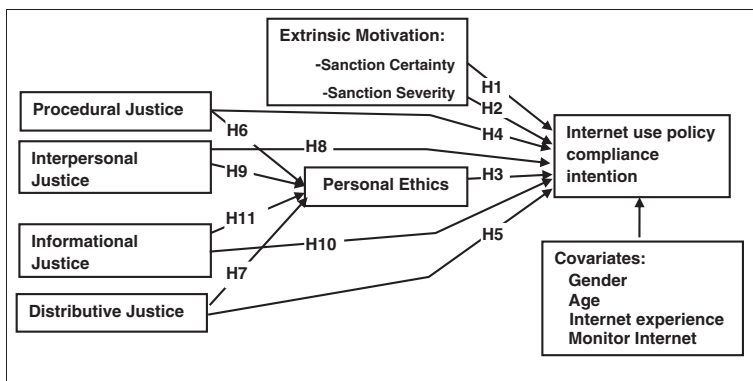 Extrinsic Motivation:
-Sanction Certainty
-Sanction Severity
H1
H2
Procedural Justice
H6
H4
Internet use policy
compliance
intention
Interpersonal
Justice
H8
H9
Personal Ethics
H3
H11
Informational
Justice
H10
H5
H7
Distributive Justice
Covariates:
Gender
Age
Internet experience
Monitor Internet